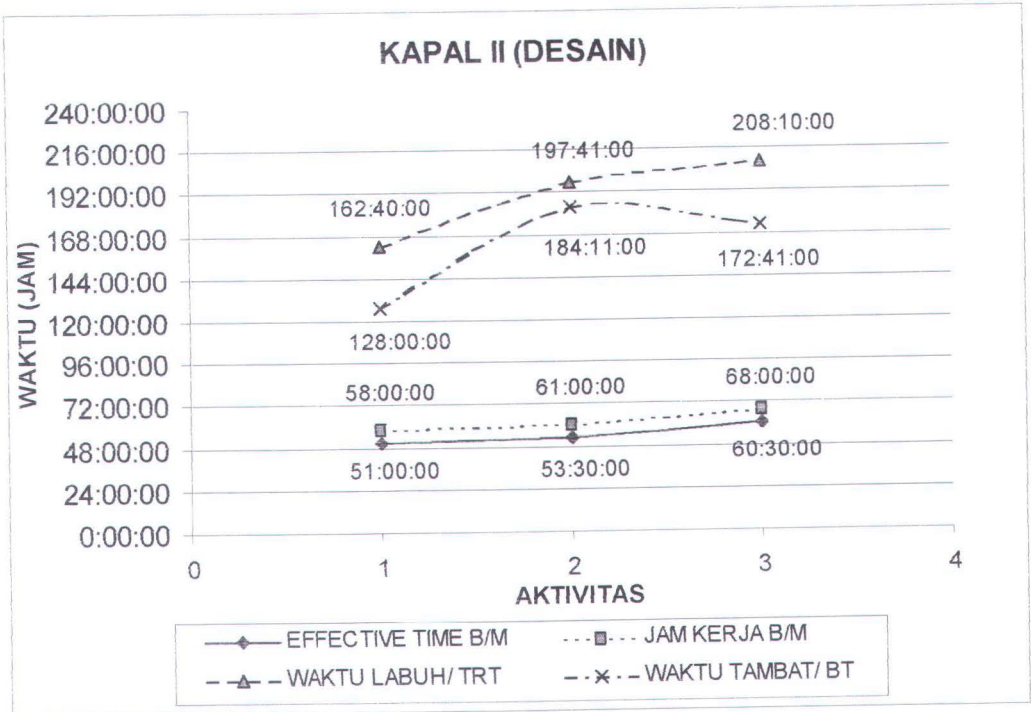 KAPAL II (DESAIN)
WAKTU (JAM)
240:00:00
216:00:00
192:00:00
168:00:00
144:00:00
120:00:00
96:00:00
72:00:00
48:00:00
24:00:00
0:00:00
162:40:00
197:41:00
208:10:00
128:00:00
184:11:00
172:41:00
58:00:00
61:00:00
68:00:00
51:00:00
53:30:00
60:30:00
0 1 2 3 4
AKTIVITAS
EFFECTIVE TIME B/M
JAM KERJA B/M
WAKTU LABUH/ TRT
WAKTU TAMBAT/ BT